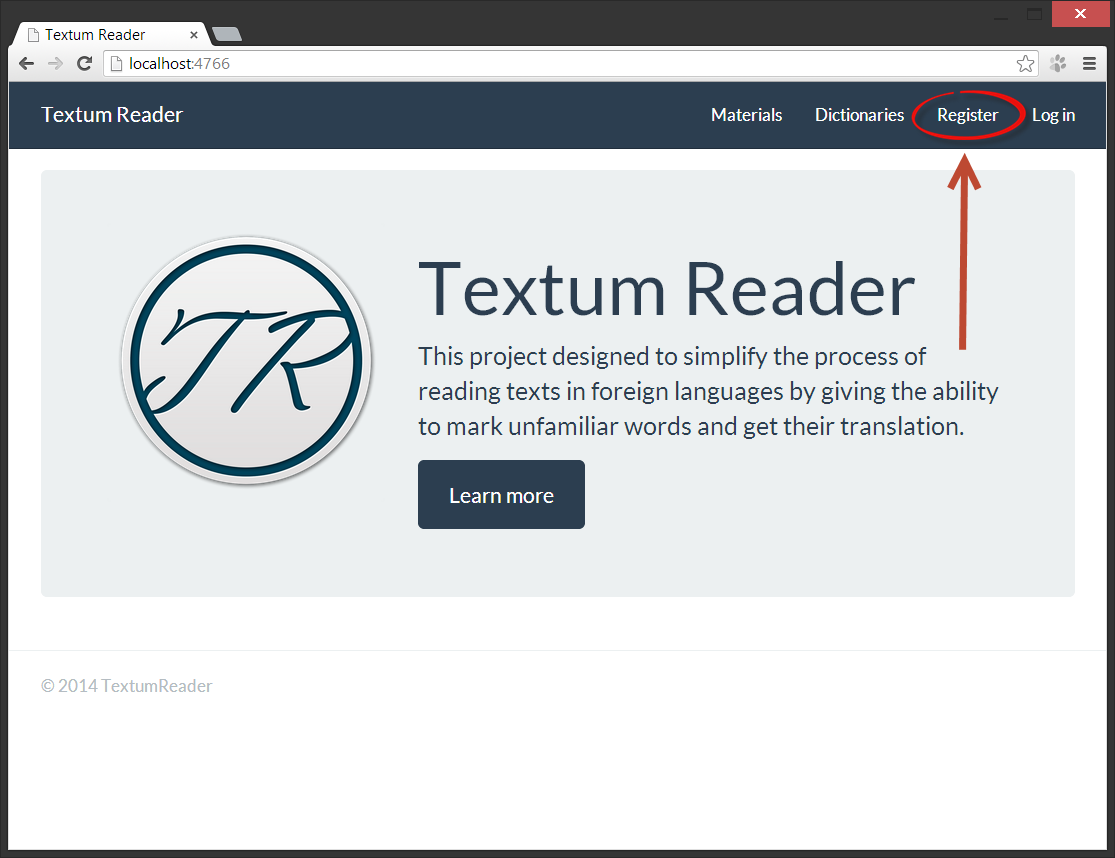 Textum Reader
localhost:4766
Textum Reader
Materials
Dictionaries
Register
Log in
TR
Textum Reader
This project designed to simplify the process of
reading texts in foreign languages by giving the ability
to mark unfamiliar words and get their translation.
Learn more
© 2014 TextumReader